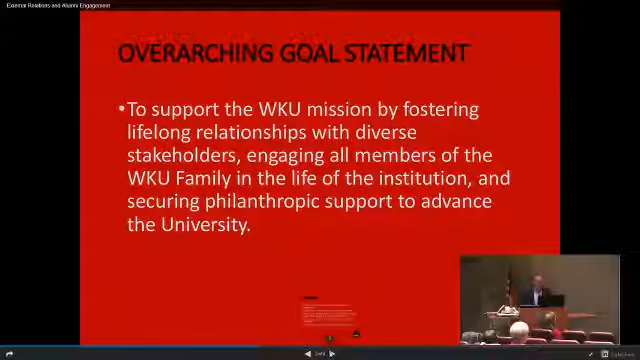 External Relations and Alumni Engagement
OVERARCHING GOAL STATEMENT
•To support the WKU mission by fostering
lifelong relationships with diverse
stakeholders, engaging all members of the
WKU Family in the life of the institution, and
securing philanthropic support to advance
the University.